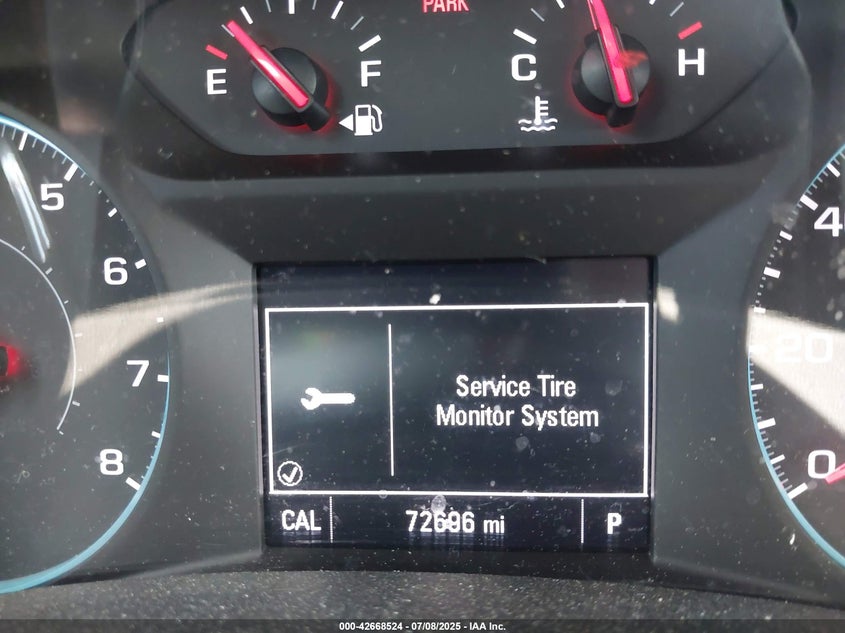 PARK
E
F
C
H
5
6
7
8
40
20
0
Service Tire
Monitor System
CAL
72696 mi
P
000-42668524 - 07/08/2025 - IAA Inc.